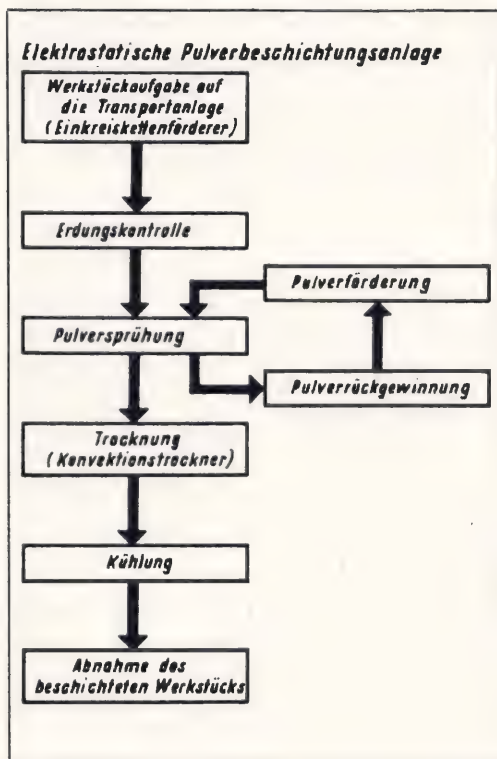 Elektrostatische Pulverbeschichtungsanlage
Werkstückaufgabe auf
die Transportanlage
(Einkreiskettenförderer)
Erdungskontrolle
Pulverförderung
Pulversprühung
Pulverrückgewinnung
Trocknung
(Konvektionstrockner)
Kühlung
Abnahme des
beschichteten Werkstücks